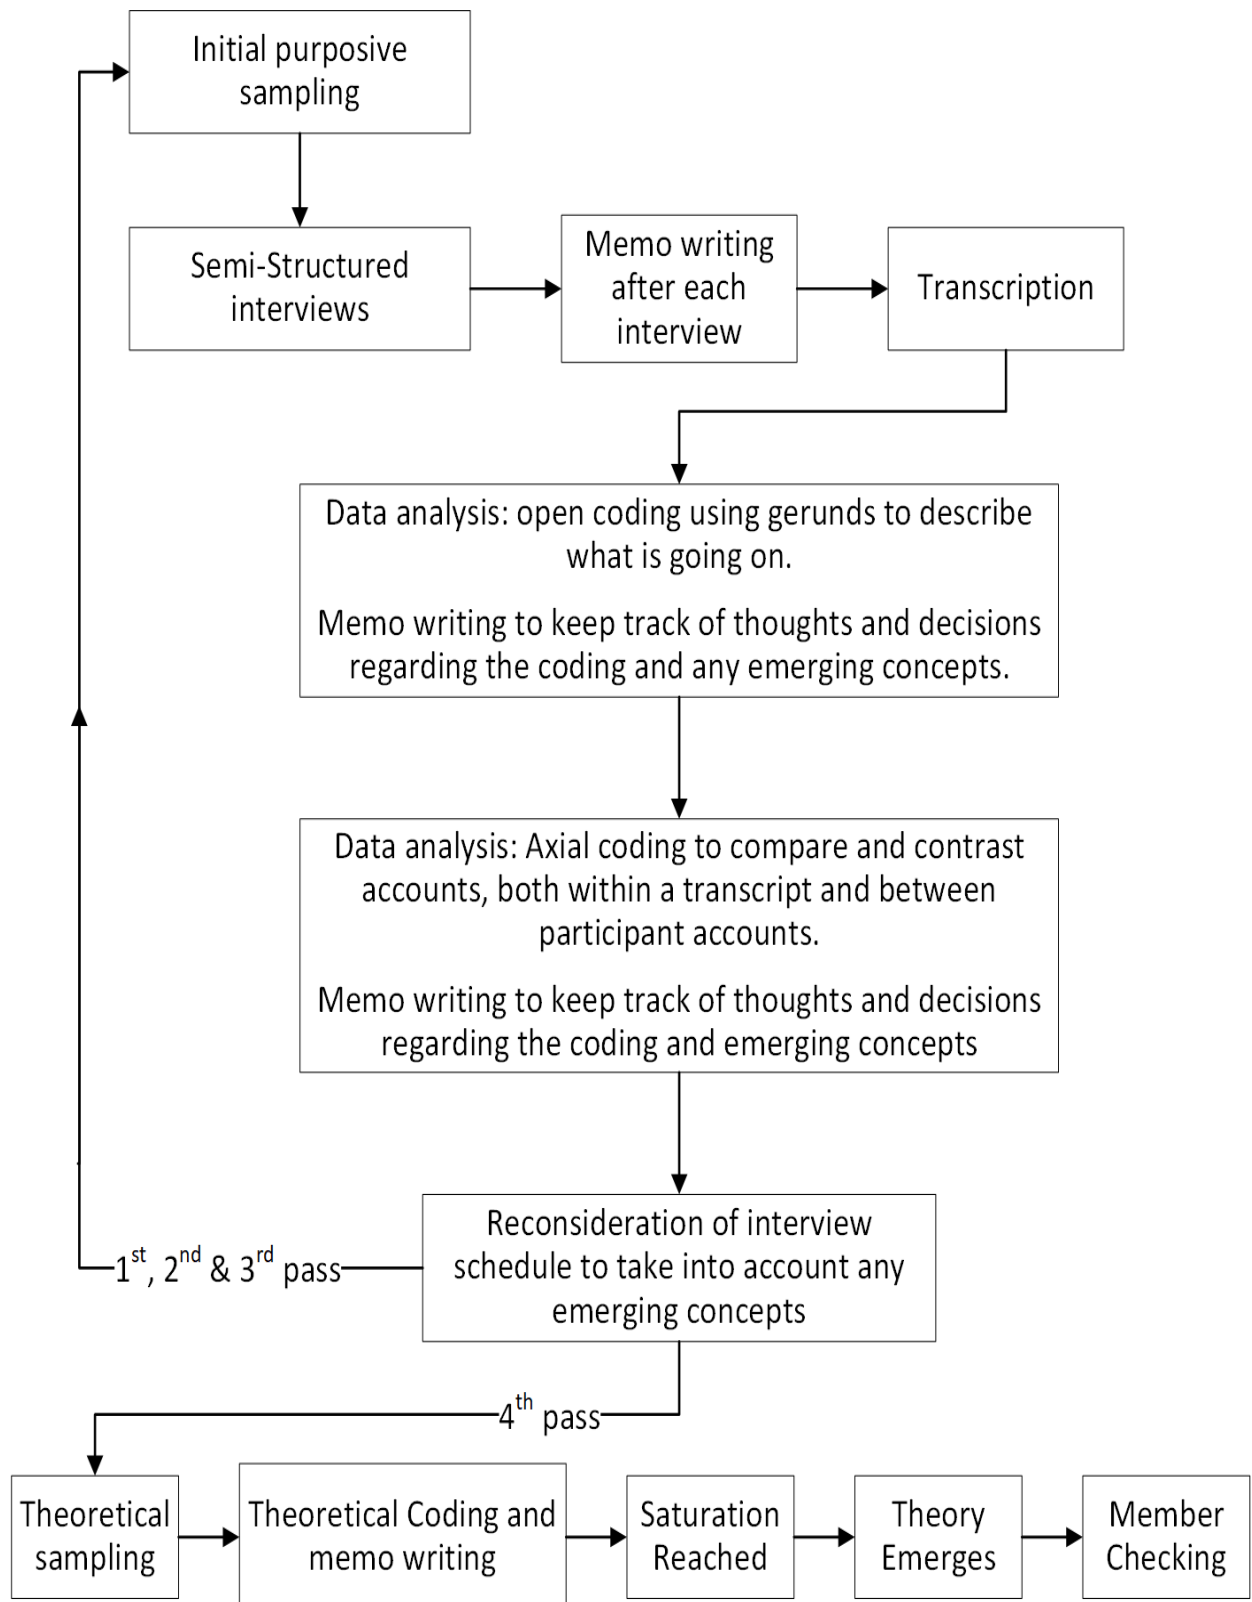 Initial purposive
sampling
Semi-Structured
interviews
Memo writing
after each
interview
Transcription
Data analysis: open coding using gerunds to describe
what is going on.
Memo writing to keep track of thoughts and decisions
regarding the coding and any emerging concepts.
Data analysis: Axial coding to compare and contrast
accounts, both within a transcript and between
participant accounts.
Memo writing to keep track of thoughts and decisions
regarding the coding and emerging concepts
Reconsideration of interview
schedule to take into account any
emerging concepts
1st, 2nd & 3rd pass
4th pass
Theoretical
sampling
Theoretical Coding and
memo writing
Saturation
Reached
Theory
Emerges
Member
Checking